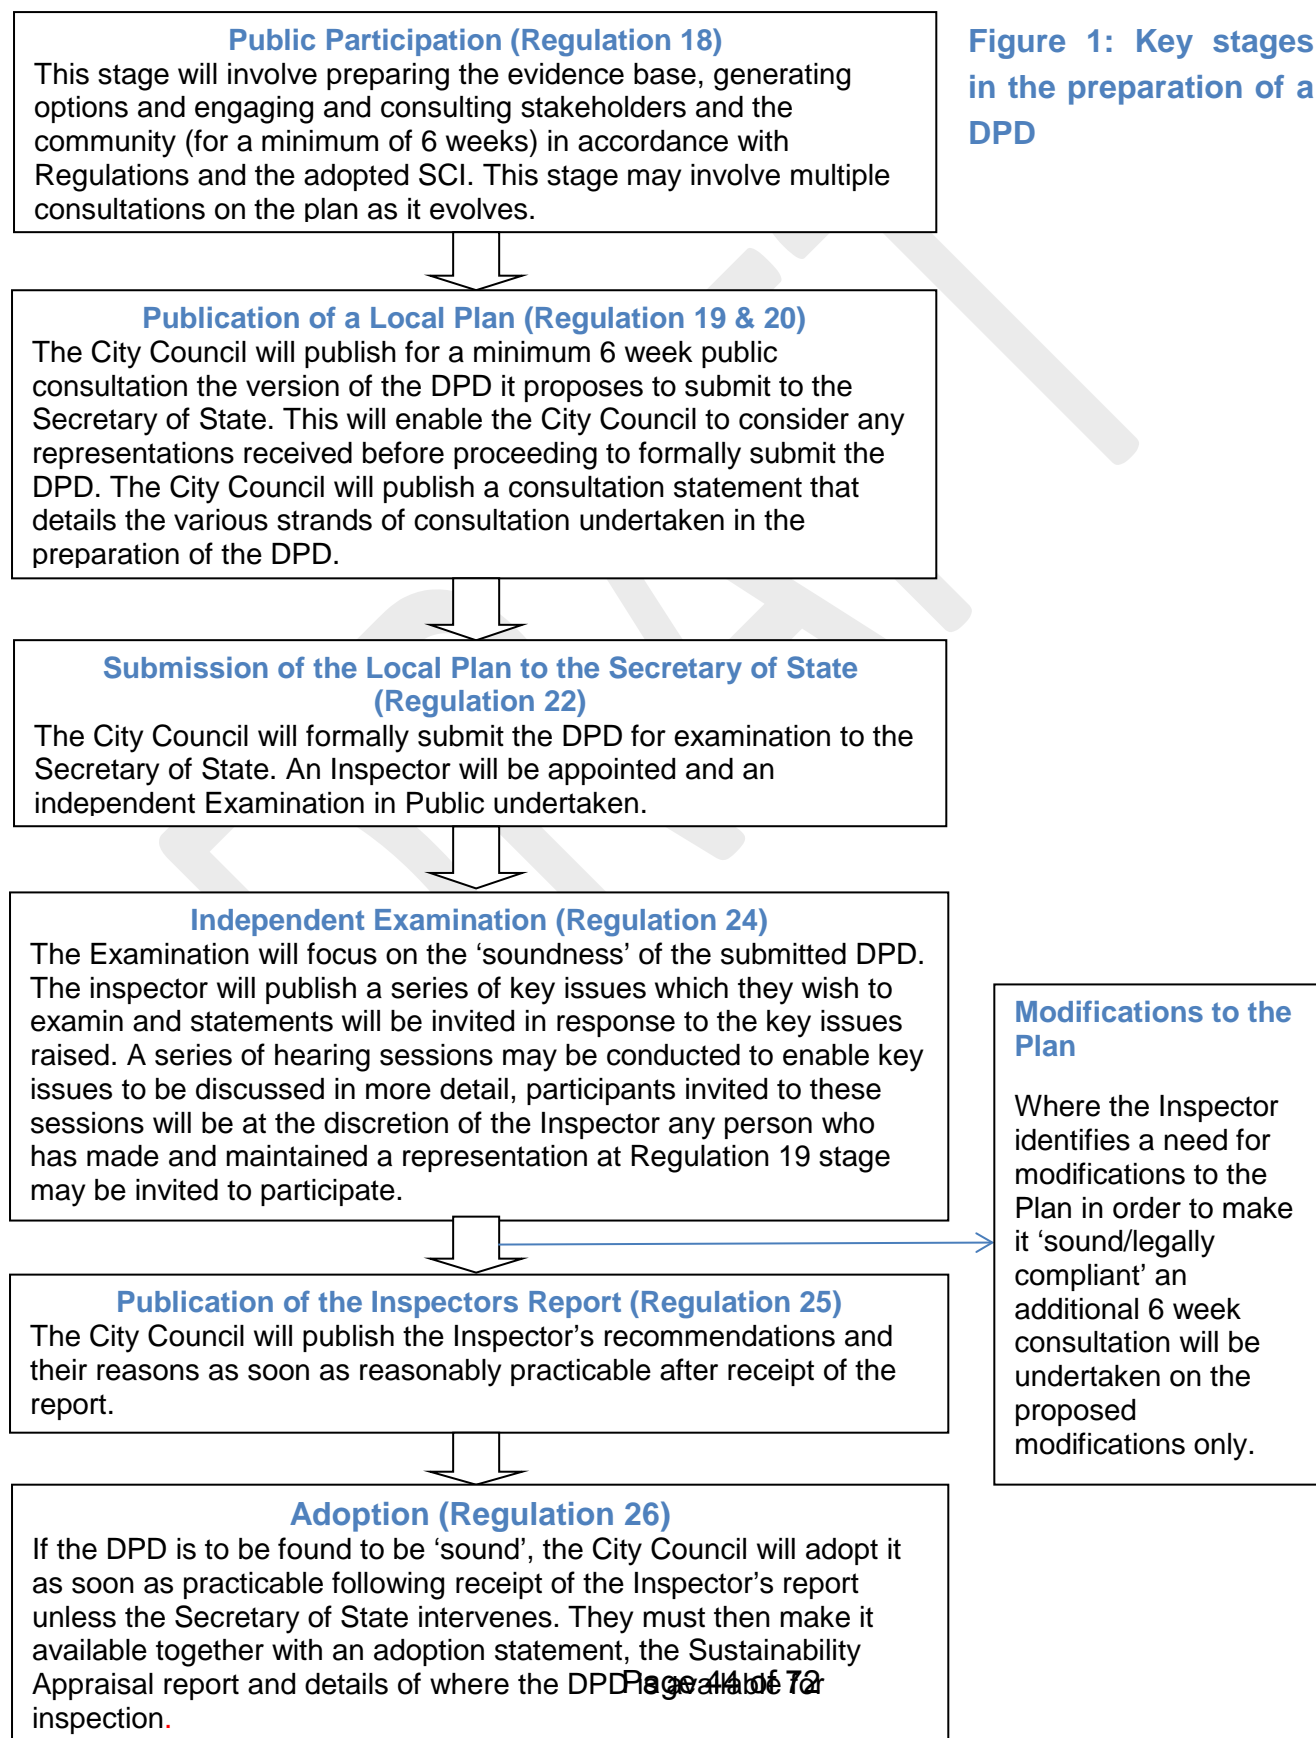 Public Participation (Regulation 18)
This stage will involve preparing the evidence base, generating
options and engaging and consulting stakeholders and the
community (for a minimum of 6 weeks) in accordance with
Regulations and the adopted SCI. This stage may involve multiple
consultations on the plan as it evolves.
Figure 1: Key stages
in the preparation of a
DPD
Publication of a Local Plan (Regulation 19 & 20)
The City Council will publish for a minimum 6 week public
consultation the version of the DPD it proposes to submit to the
Secretary of State. This will enable the City Council to consider any
representations received before proceeding to formally submit the
DPD. The City Council will publish a consultation statement that
details the various strands of consultation undertaken in the
preparation of the DPD.
Submission of the Local Plan to the Secretary of State
(Regulation 22)
The City Council will formally submit the DPD for examination to the
Secretary of State. An Inspector will be appointed and an
independent Examination in Public undertaken.
Independent Examination (Regulation 24)
The Examination will focus on the ‘soundness’ of the submitted DPD.
The inspector will publish a series of key issues which they wish to
examin and statements will be invited in response to the key issues
raised. A series of hearing sessions may be conducted to enable key
issues to be discussed in more detail, participants invited to these
sessions will be at the discretion of the Inspector any person who
has made and maintained a representation at Regulation 19 stage
may be invited to participate.
Modifications to the
Plan
Where the Inspector
identifies a need for
modifications to the
Plan in order to make
it ‘sound/legally
compliant’ an
additional 6 week
consultation will be
undertaken on the
proposed
modifications only.
Publication of the Inspectors Report (Regulation 25)
The City Council will publish the Inspector’s recommendations and
their reasons as soon as reasonably practicable after receipt of the
report.
Adoption (Regulation 26)
If the DPD is to be found to be ‘sound’, the City Council will adopt it
as soon as practicable following receipt of the Inspector’s report
unless the Secretary of State intervenes. They must then make it
available together with an adoption statement, the Sustainability
Appraisal report and details of where the DPD is available for
inspection.
Page 44 of 72
DRAFT